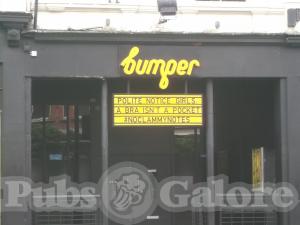 bumper
POLITE NOTICE GIRLS.
A BRA ISN'T A POCKET
#NOCLAMMYNOTES
Pubs Galore